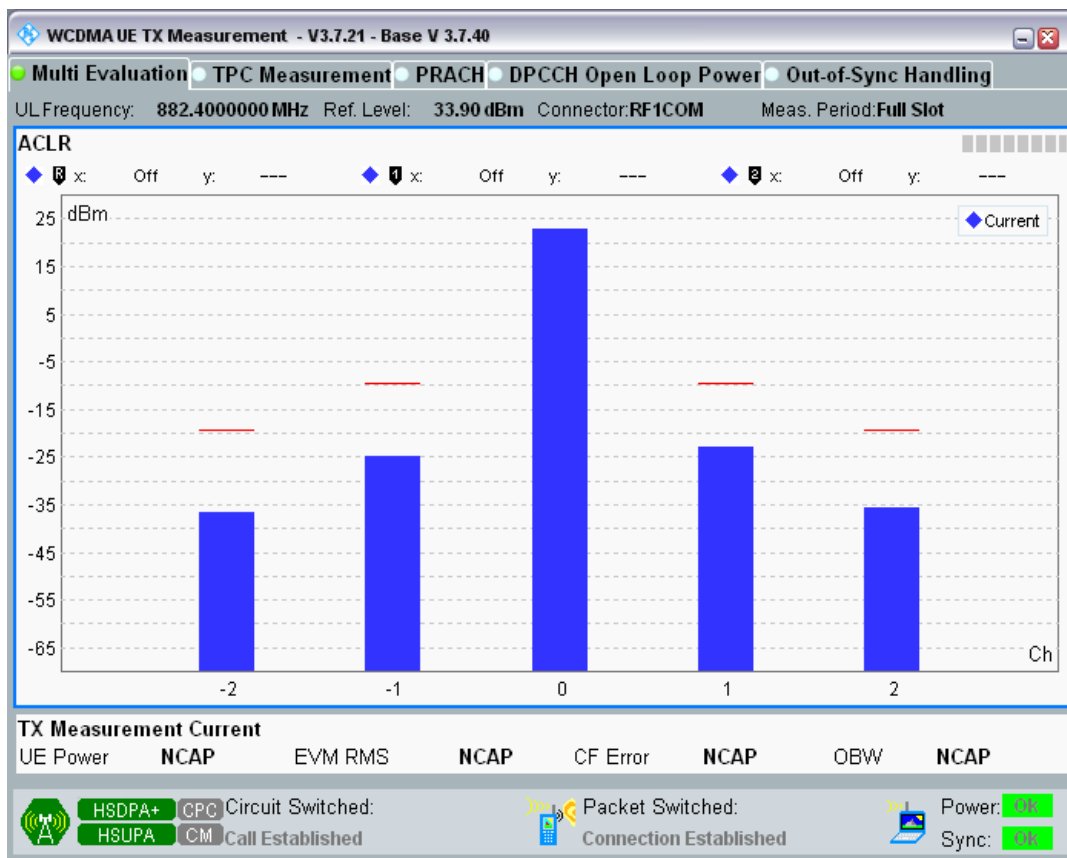 WCDMA UE TX Measurement - V3.7.21 - Base V 3.7.40
Multi Evaluation TPC Measurement PRACH DPCCH Open Loop Power Out-of-Sync Handling
UL Frequency: 882.4000000 MHz Ref. Level: 33.90 dBm Connector:RF1COM Meas. Period:Full Slot
ACLR
R x: Off y: --- 1 x: Off y: --- 2 x: Off y: ---
dBm
Current
25
15
5
-5
-15
-25
-35
-45
-55
-65
Ch
-2 -1 0 1 2
TX Measurement Current
UE Power NCAP EVM RMS NCAP CF Error NCAP OBW NCAP
HSDPA+ CPC Circuit Switched: Packet Switched: Power: Ok
HSUPA CM Call Established Connection Established Sync: Ok